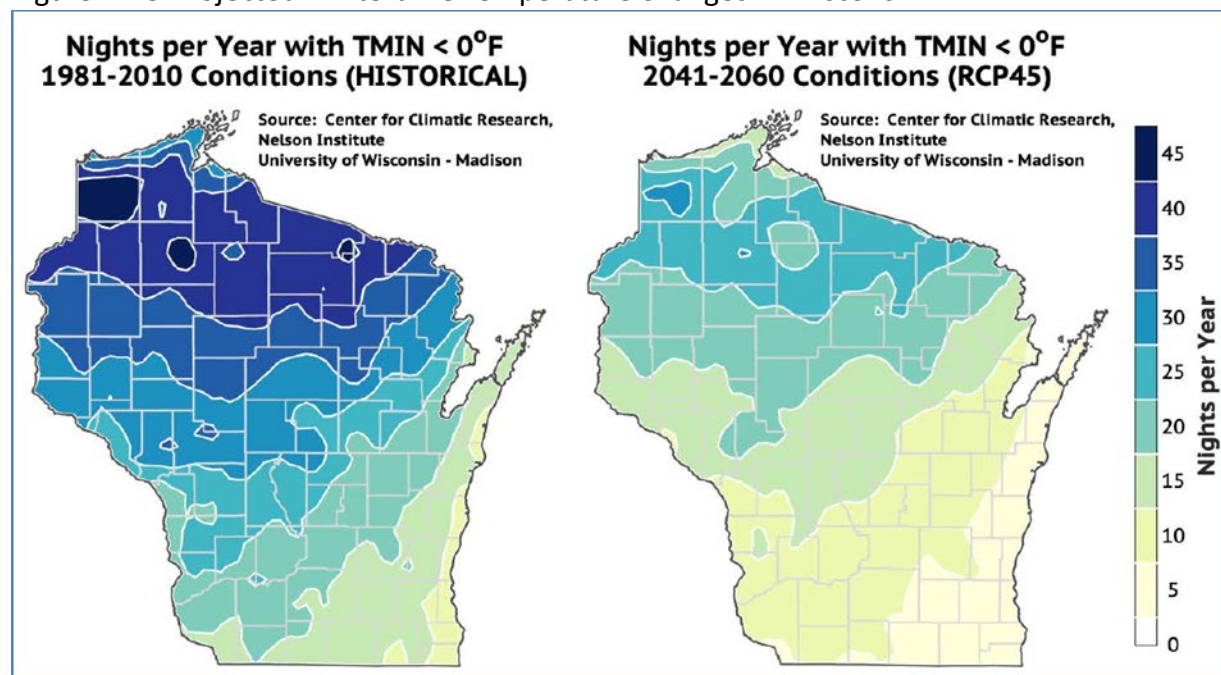 Nights per Year with TMIN < 0°F
1981-2010 Conditions (HISTORICAL)
Source: Center for Climatic Research,
Nelson Institute
University of Wisconsin - Madison
Nights per Year with TMIN < 0°F
2041-2060 Conditions (RCP45)
Source: Center for Climatic Research,
Nelson Institute
University of Wisconsin - Madison
45
40
35
30
25
20
15
10
5
0
Nights per Year